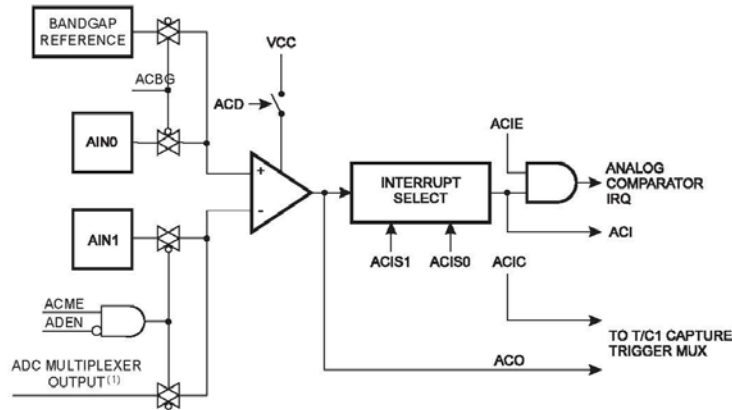 BANDGAP
REFERENCE
VCC
ACBG
ACD
AIN0
ACIE
+
INTERRUPT
SELECT
ANALOG
COMPARATOR
IRQ
-
AIN1
ACI
ACIS1
ACIS0
ACIC
ACME
ADEN
TO T/C1 CAPTURE
TRIGGER MUX
ADC MULTIPLEXER
OUTPUT(1)
ACO